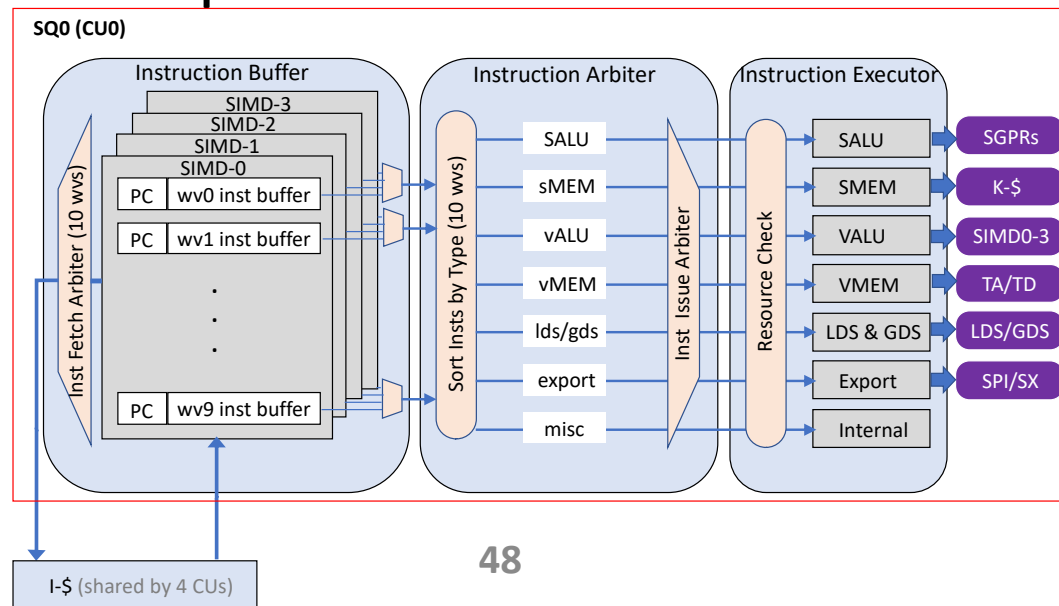 SQ0 (CU0)
Instruction Buffer
Instruction Arbiter
Instruction Executor
SIMD-3
SIMD-2
SIMD-1
SIMD-0
Inst Fetch Arbiter (10 wvs)
PC wv0 inst buffer
PC wv1 inst buffer
.
.
.
PC wv9 inst buffer
Sort Insts by Type (10 wvs)
SALU
sMEM
vALU
vMEM
lds/gds
export
misc
Inst Issue Arbiter
Resource Check
SALU
SMEM
VALU
VMEM
LDS & GDS
Export
Internal
SGPRs
K-$
SIMD0-3
TA/TD
LDS/GDS
SPI/SX
I-$ (shared by 4 CUs)
48